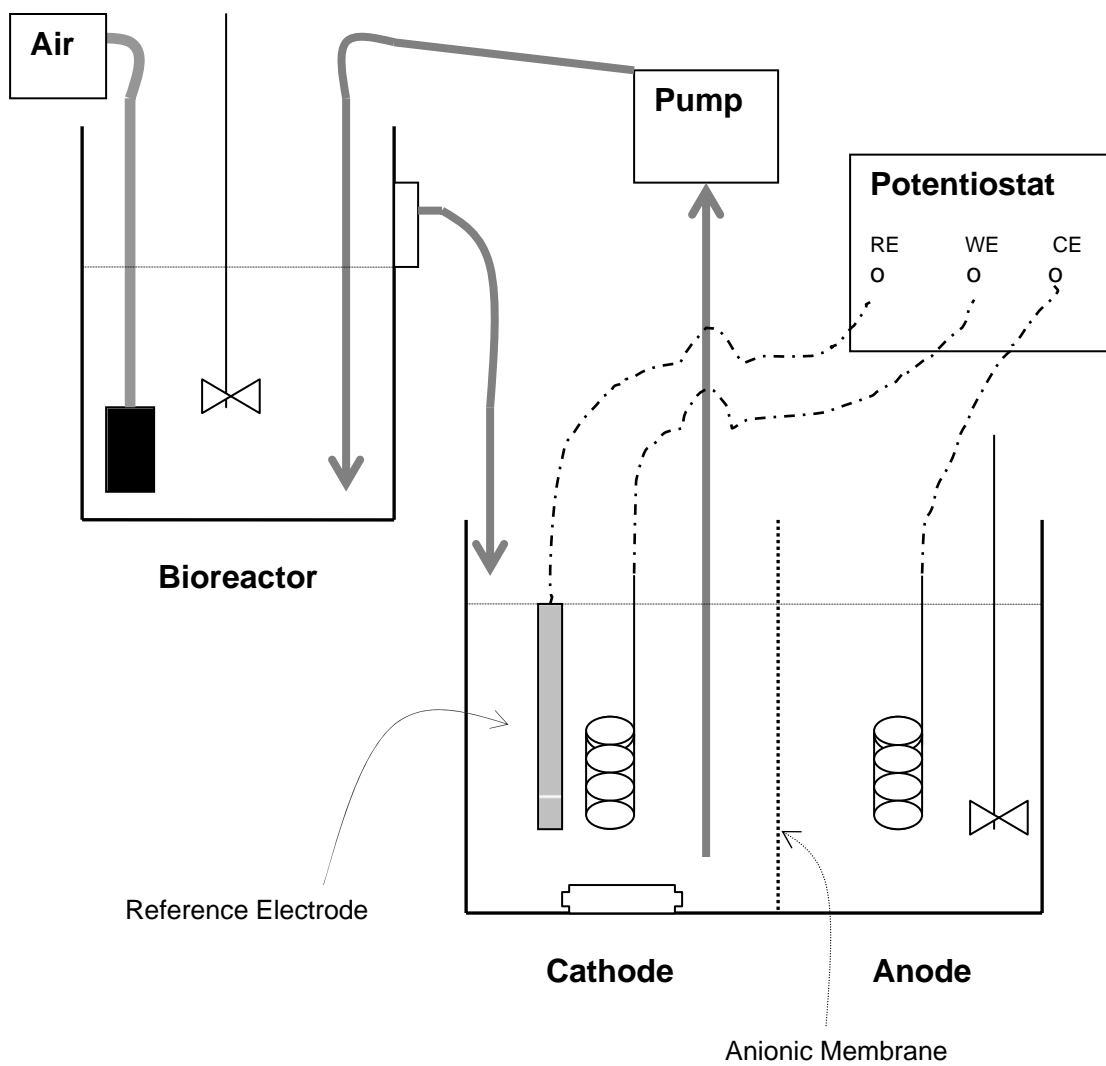 Air
Pump
Potentiostat
RE WE CE
Bioreactor
Reference Electrode
Cathode Anode
Anionic Membrane